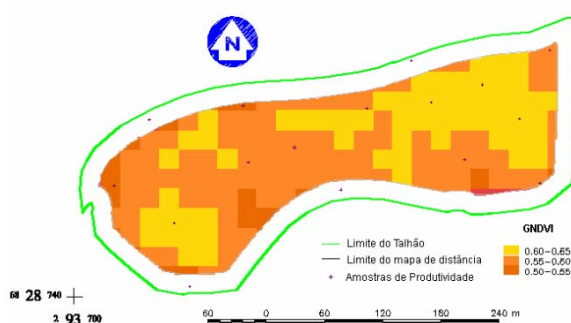 N
Limite do Talhão
Limite do mapa de distância
Amostras de Produtividade
GNDVI
0.60–0.65
0.55–0.60
0.50–0.55
68 28 740
2 93 700
60 0 60 120 180 240 m